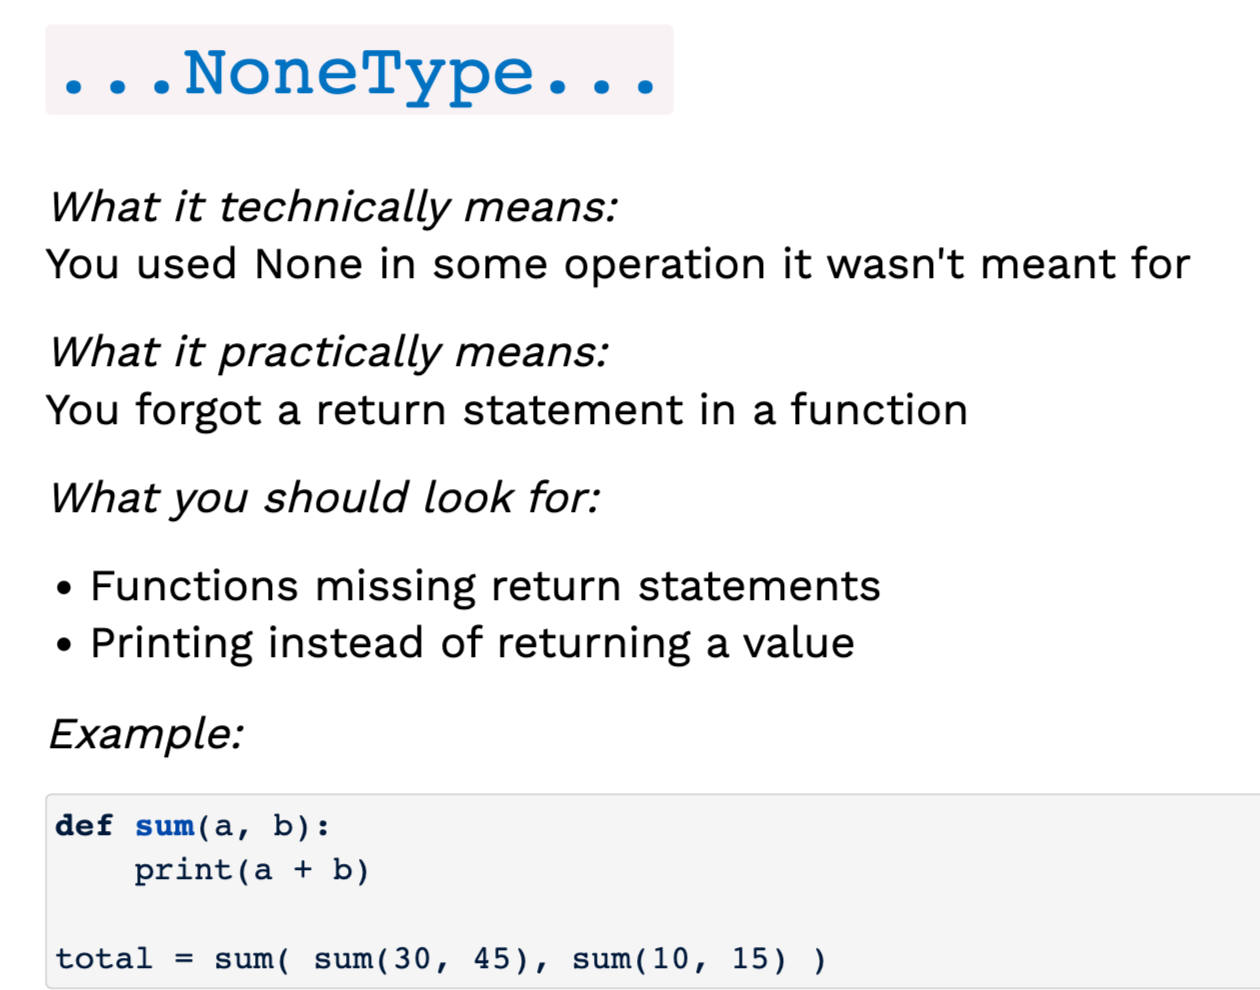 ...NoneType...
What it technically means:
You used None in some operation it wasn't meant for
What it practically means:
You forgot a return statement in a function
What you should look for:
• Functions missing return statements
• Printing instead of returning a value
Example:
def sum(a, b):
    print(a + b)
total = sum( sum(30, 45), sum(10, 15) )